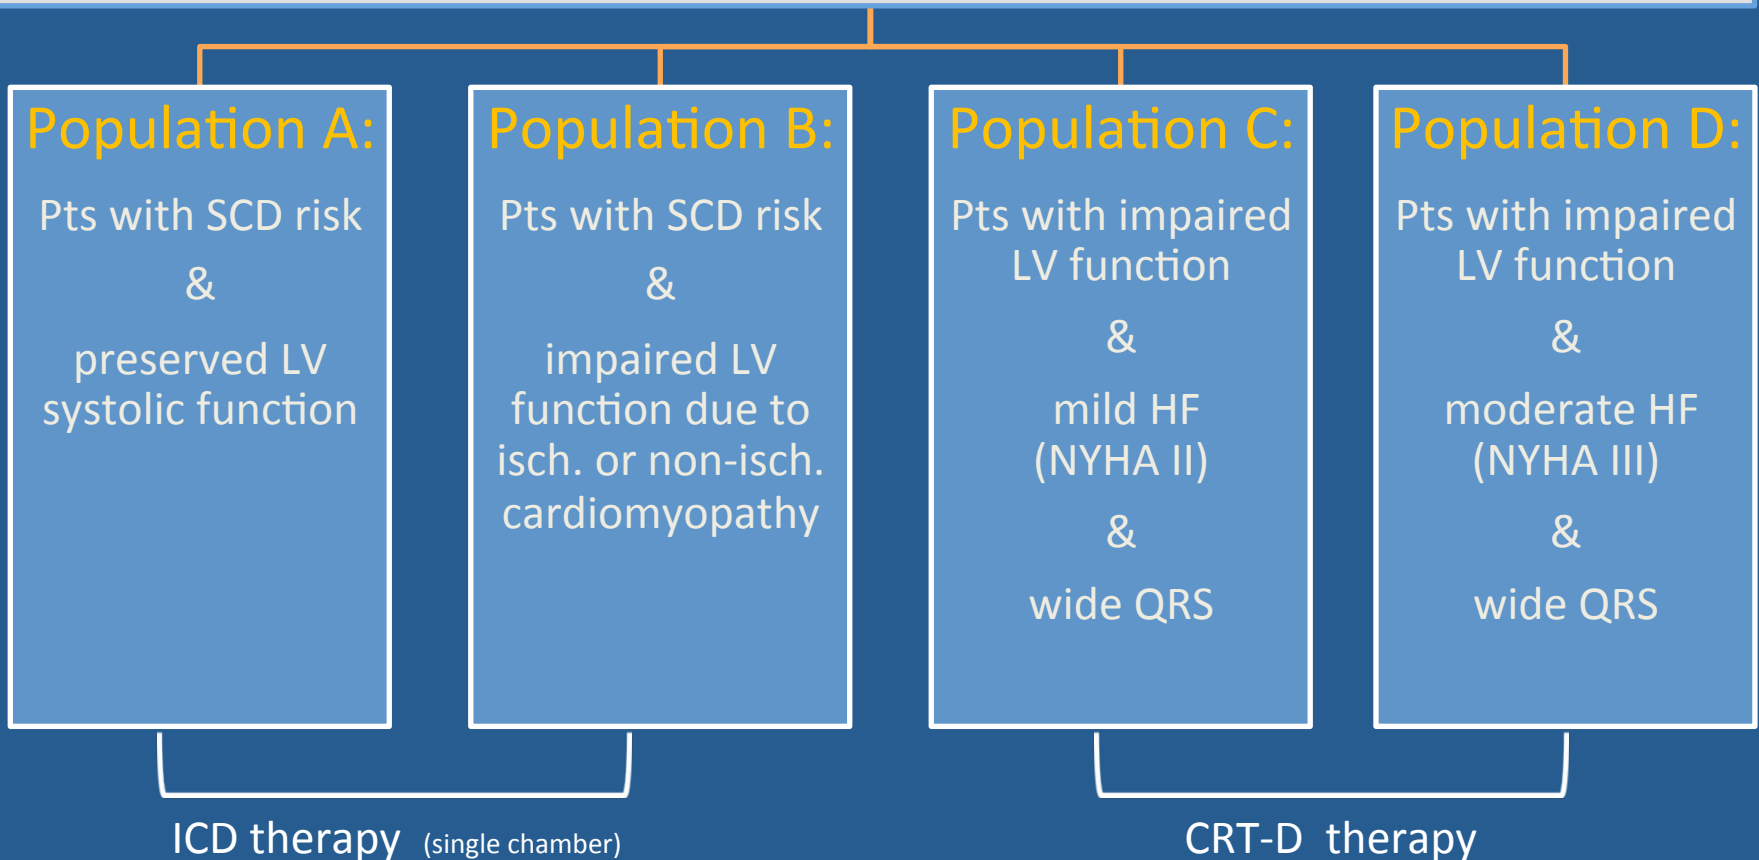 Population A:
Pts with SCD risk
&
preserved LV
systolic function
Population B:
Pts with SCD risk
&
impaired LV
function due to
isch. or non-isch.
cardiomyopathy
Population C:
Pts with impaired
LV function
&
mild HF
(NYHA II)
&
wide QRS
Population D:
Pts with impaired
LV function
&
moderate HF
(NYHA III)
&
wide QRS
ICD therapy (single chamber)
CRT-D therapy